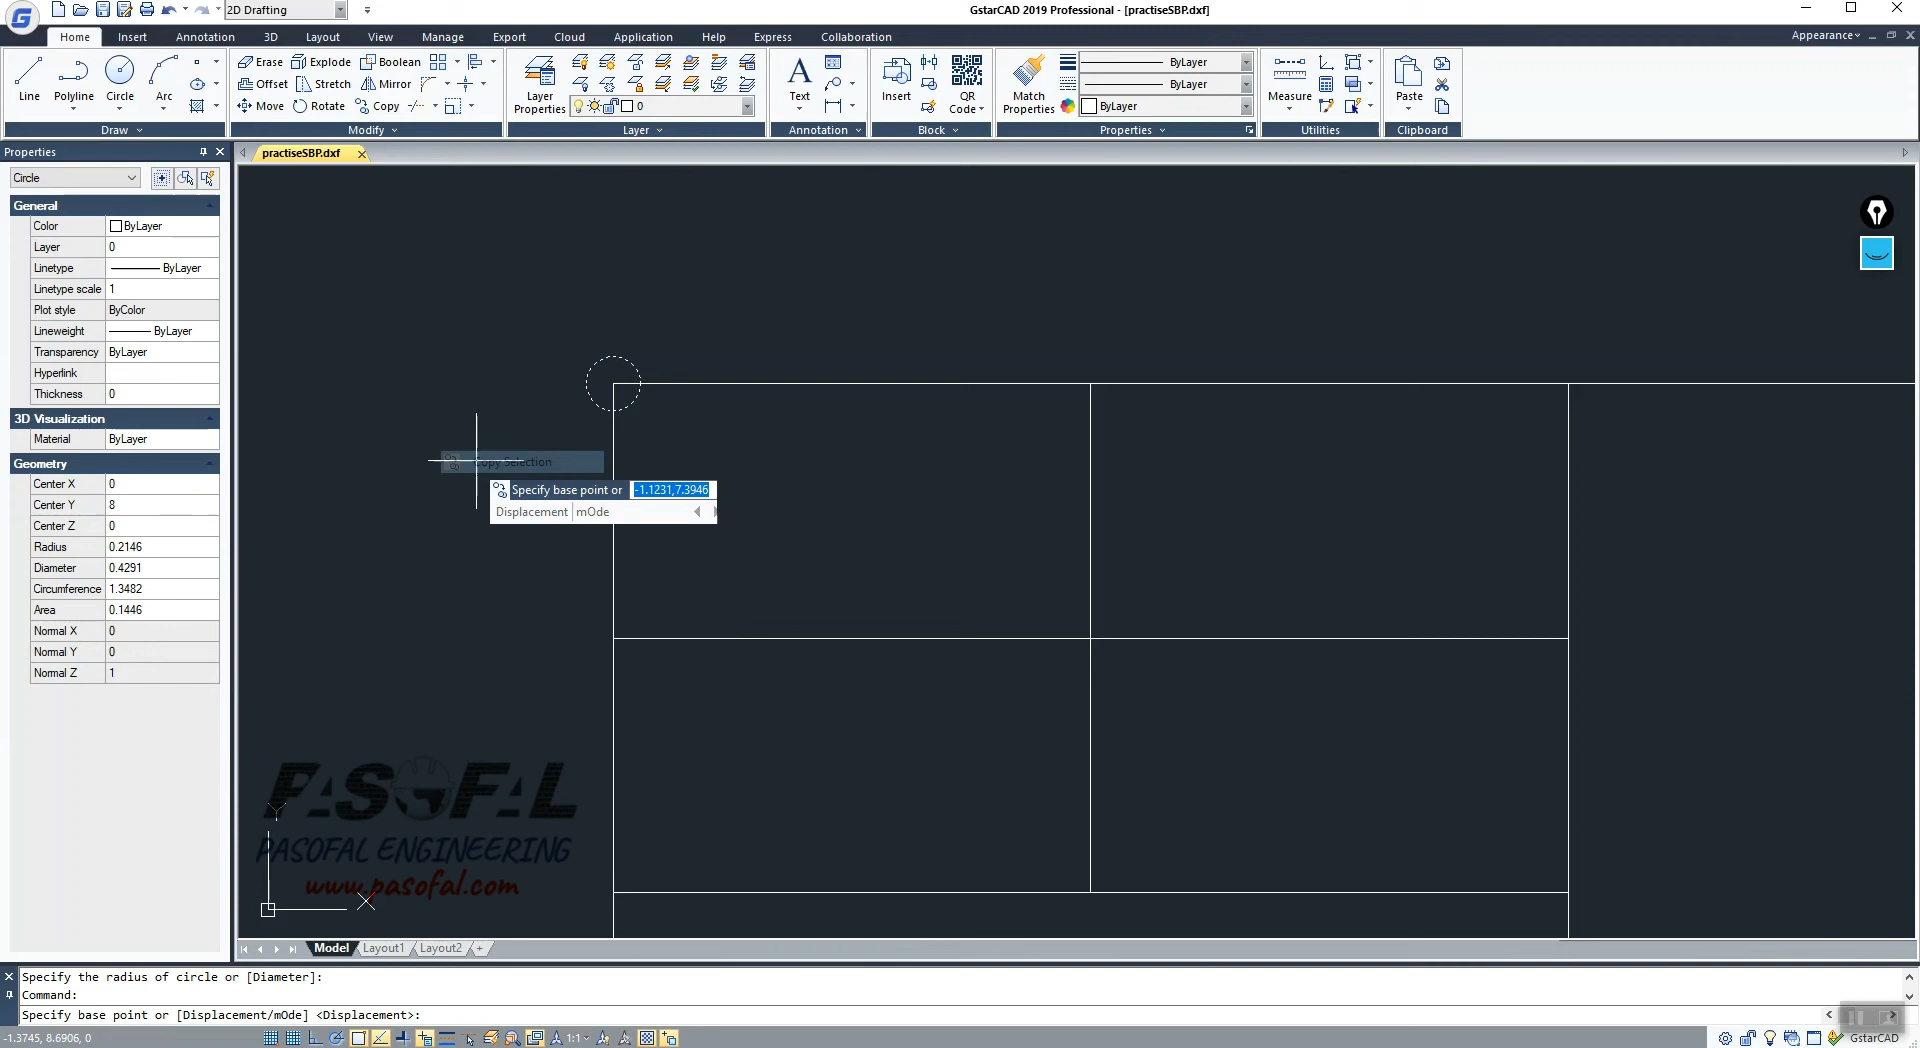 2D Drafting
GstarCAD 2019 Professional - [practiseSBP.dxf]
Home Insert Annotation 3D Layout View Manage Export Cloud Application Help Express Collaboration
Appearance
Line Polyline Circle Arc
Draw
Erase Explode Boolean
Offset Stretch Mirror
Move Rotate Copy
Modify
Layer Properties
0
Layer
Text
Annotation
Insert
QR Code
Block
Match Properties
ByLayer
ByLayer
ByLayer
Properties
Measure
Utilities
Paste
Clipboard
Properties
practiseSBP.dxf
Circle
General
Color ByLayer
Layer 0
Linetype ByLayer
Linetype scale 1
Plot style ByColor
Lineweight ByLayer
Transparency ByLayer
Hyperlink
Thickness 0
3D Visualization
Material ByLayer
Geometry
Center X 0
Center Y 8
Center Z 0
Radius 0.2146
Diameter 0.4291
Circumference 1.3482
Area 0.1446
Normal X 0
Normal Y 0
Normal Z 1
Copy Selection
Specify base point or -1.1231,7.3946
Displacement mOde
PASOFAL
PASOFAL ENGINEERING
www.pasofal.com
Y
X
Model Layout1 Layout2 +
Specify the radius of circle or [Diameter]:
Command:
Specify base point or [Displacement/mOde] <Displacement>:
-1.3745, 8.6906, 0
1:1
GstarCAD